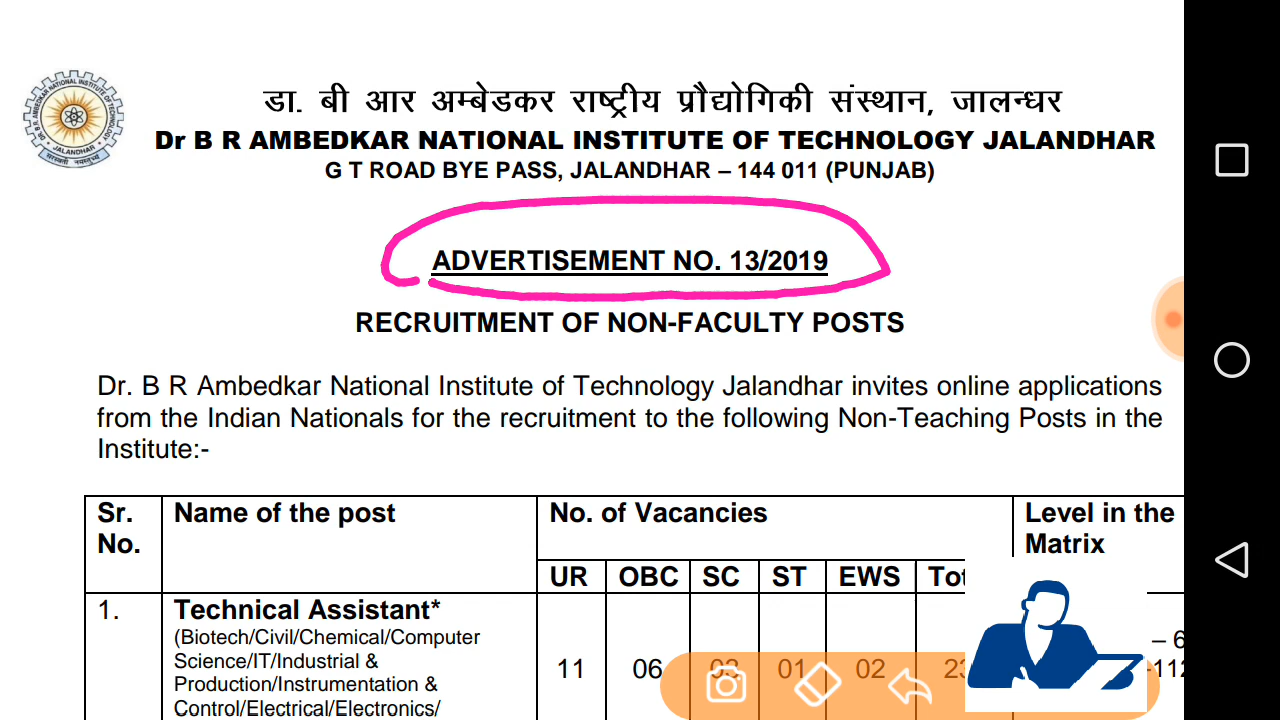 डा. बी आर अम्बेडकर राष्ट्रीय प्रौद्योगिकी संस्थान, जालन्धर
Dr B R AMBEDKAR NATIONAL INSTITUTE OF TECHNOLOGY JALANDHAR
G T ROAD BYE PASS, JALANDHAR – 144 011 (PUNJAB)
ADVERTISEMENT NO. 13/2019
RECRUITMENT OF NON-FACULTY POSTS
Dr. B R Ambedkar National Institute of Technology Jalandhar invites online applications
from the Indian Nationals for the recruitment to the following Non-Teaching Posts in the
Institute:-
Sr. No.
Name of the post
No. of Vacancies
Level in the
Matrix
UR OBC SC ST EWS
1.
Technical Assistant*
(Biotech/Civil/Chemical/Computer
Science/IT/Industrial &
Production/Instrumentation &
Control/Electrical/Electronics/
11 06 03 01 02 23